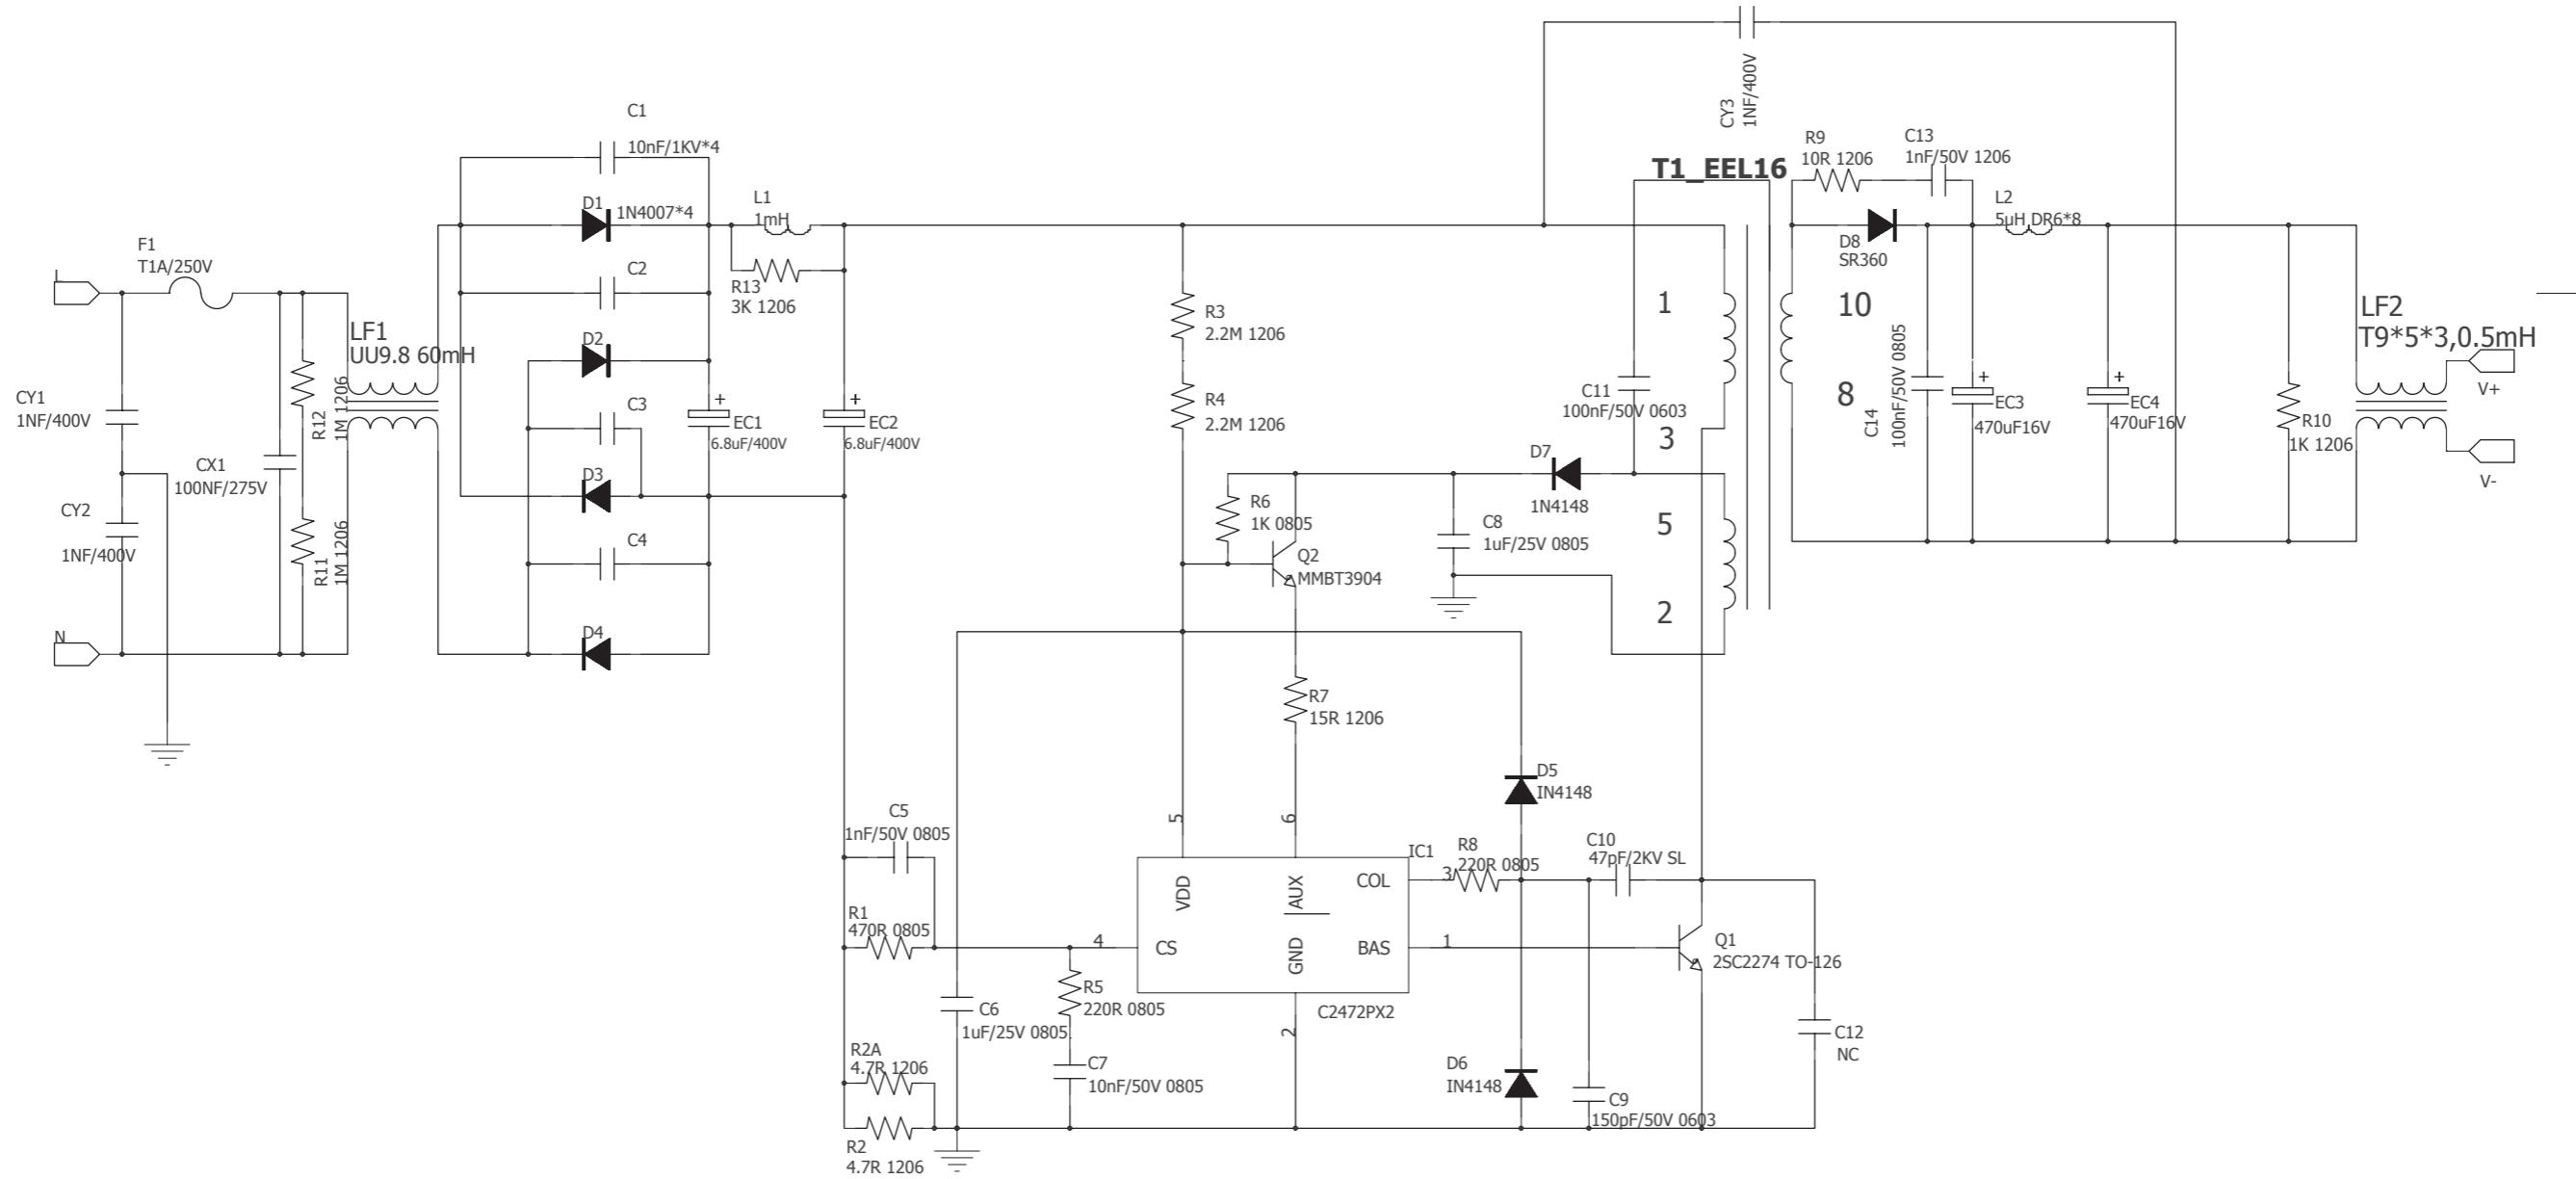 CY3
1NF/400V
C1
10nF/1KV*4
R9
10R 1206
C13
1nF/50V 1206
T1_EEL16
D1
1N4007*4
L1
1mH
L2
5uH DR6*8
F1
T1A/250V
D8
SR360
L
C2
R13
3K 1206
R3
2.2M 1206
1
10
LF1
UU9.8 60mH
LF2
T9*5*3,0.5mH
D2
C14
100nF/50V 0805
V+
CY1
1NF/400V
R12
1M 1206
C3
EC1
6.8uF/400V
EC2
6.8uF/400V
R4
2.2M 1206
C11
100nF/50V 0603
8
EC3
470uF16V
EC4
470uF16V
R10
1K 1206
3
CX1
100NF/275V
D3
D7
1N4148
V-
CY2
1NF/400V
R11
1M 1206
R6
1K 0805
C8
1uF/25V 0805
5
C4
Q2
MMBT3904
2
N
D4
R7
15R 1206
D5
IN4148
C5
1nF/50V 0805
5
6
IC1
R8
220R 0805
C10
47pF/2KV SL
VDD
AUX
COL
3
R1
470R 0805
4
CS
GND
BAS
1
Q1
2SC2274 TO-126
R5
220R 0805
C6
1uF/25V 0805
2
C2472PX2
C12
NC
R2A
4.7R 1206
C7
10nF/50V 0805
D6
IN4148
C9
150pF/50V 0603
R2
4.7R 1206